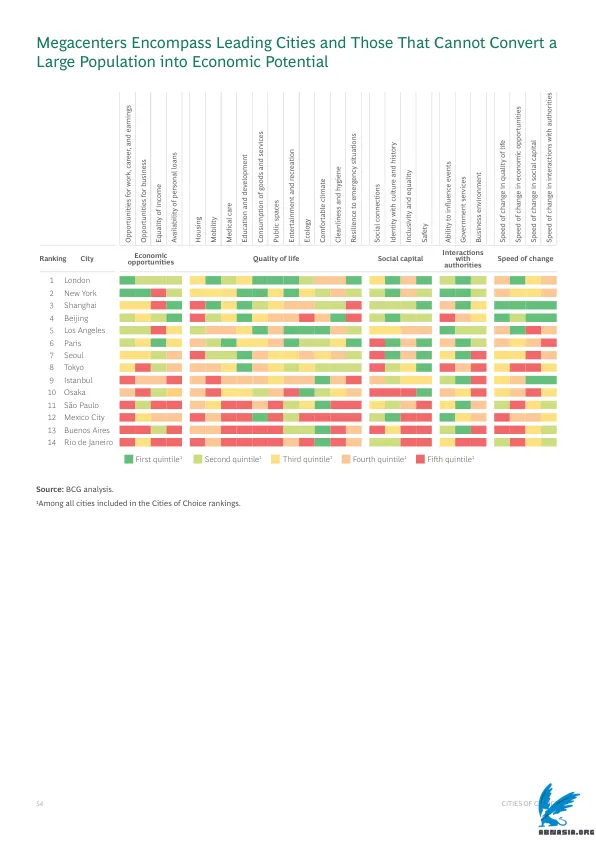 Megacenters Encompass Leading Cities and Those That Cannot Convert a
Large Population into Economic Potential
Opportunities for work, career, and earnings
Opportunities for business
Equality of income
Availability of personal loans
Housing
Mobility
Medical care
Education and development
Consumption of goods and services
Public spaces
Entertainment and recreation
Ecology
Comfortable climate
Cleanliness and hygiene
Resilience to emergency situations
Social connections
Identity with culture and history
Inclusivity and equality
Safety
Ability to influence events
Government services
Business environment
Speed of change in quality of life
Speed of change in economic opportunities
Speed of change in social capital
Speed of change in interactions with authorities
Ranking City
Economic
opportunities
Quality of life
Social capital
Interactions
with
authorities
Speed of change
1 London
2 New York
3 Shanghai
4 Beijing
5 Los Angeles
6 Paris
7 Seoul
8 Tokyo
9 Istanbul
10 Osaka
11 São Paulo
12 Mexico City
13 Buenos Aires
14 Rio de Janeiro
First quintile¹ Second quintile¹ Third quintile¹ Fourth quintile¹ Fifth quintile¹
Source: BCG analysis.
¹Among all cities included in the Cities of Choice rankings.
54
CITIES OF
ABNASIA.ORG